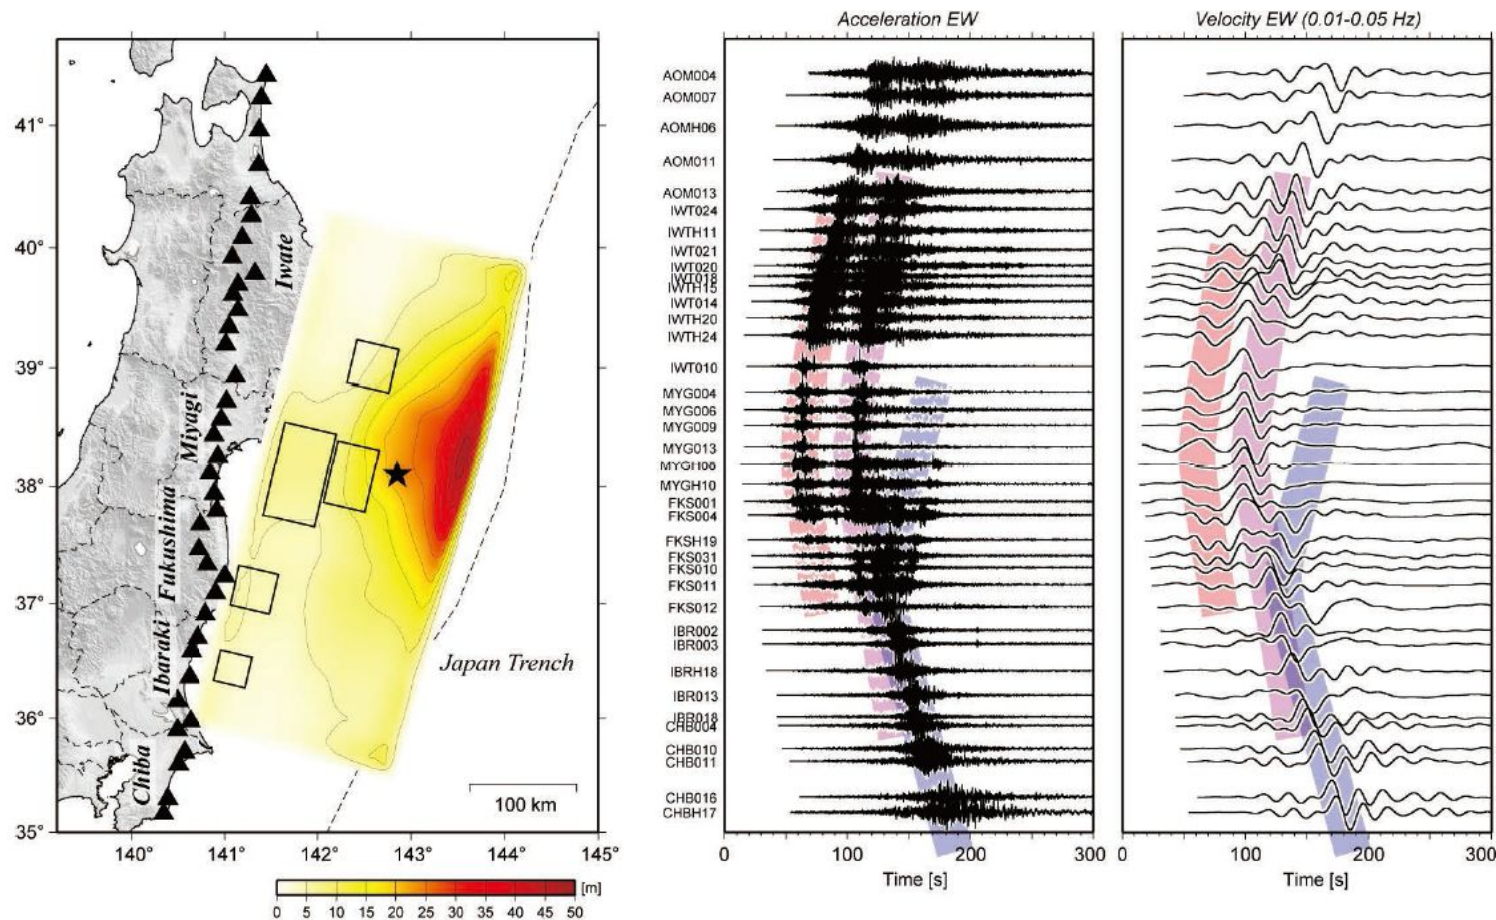 Acceleration EW
Velocity EW (0.01-0.05 Hz)
41°
40°
39°
38°
37°
36°
35°
140°
141°
142°
143°
144°
145°
Iwate
Miyagi
Fukushima
Ibaraki
Chiba
Japan Trench
100 km
[m]
0 5 10 15 20 25 30 35 40 45 50
AOM004
AOM007
AOMH06
AOM011
AOM013
IWT024
IWTH11
IWT021
IWT020
IWT018
IWTH15
IWT014
IWTH20
IWTH24
IWT010
MYG004
MYG006
MYG009
MYG013
MYGH06
MYGH10
FKS001
FKS004
FKSH19
FKS031
FKS010
FKS011
FKS012
IBR002
IBR003
IBRH18
IBR013
IBR018
CHB004
CHB010
CHB011
CHB016
CHBH17
0 100 200 300
Time [s]
0 100 200 300
Time [s]